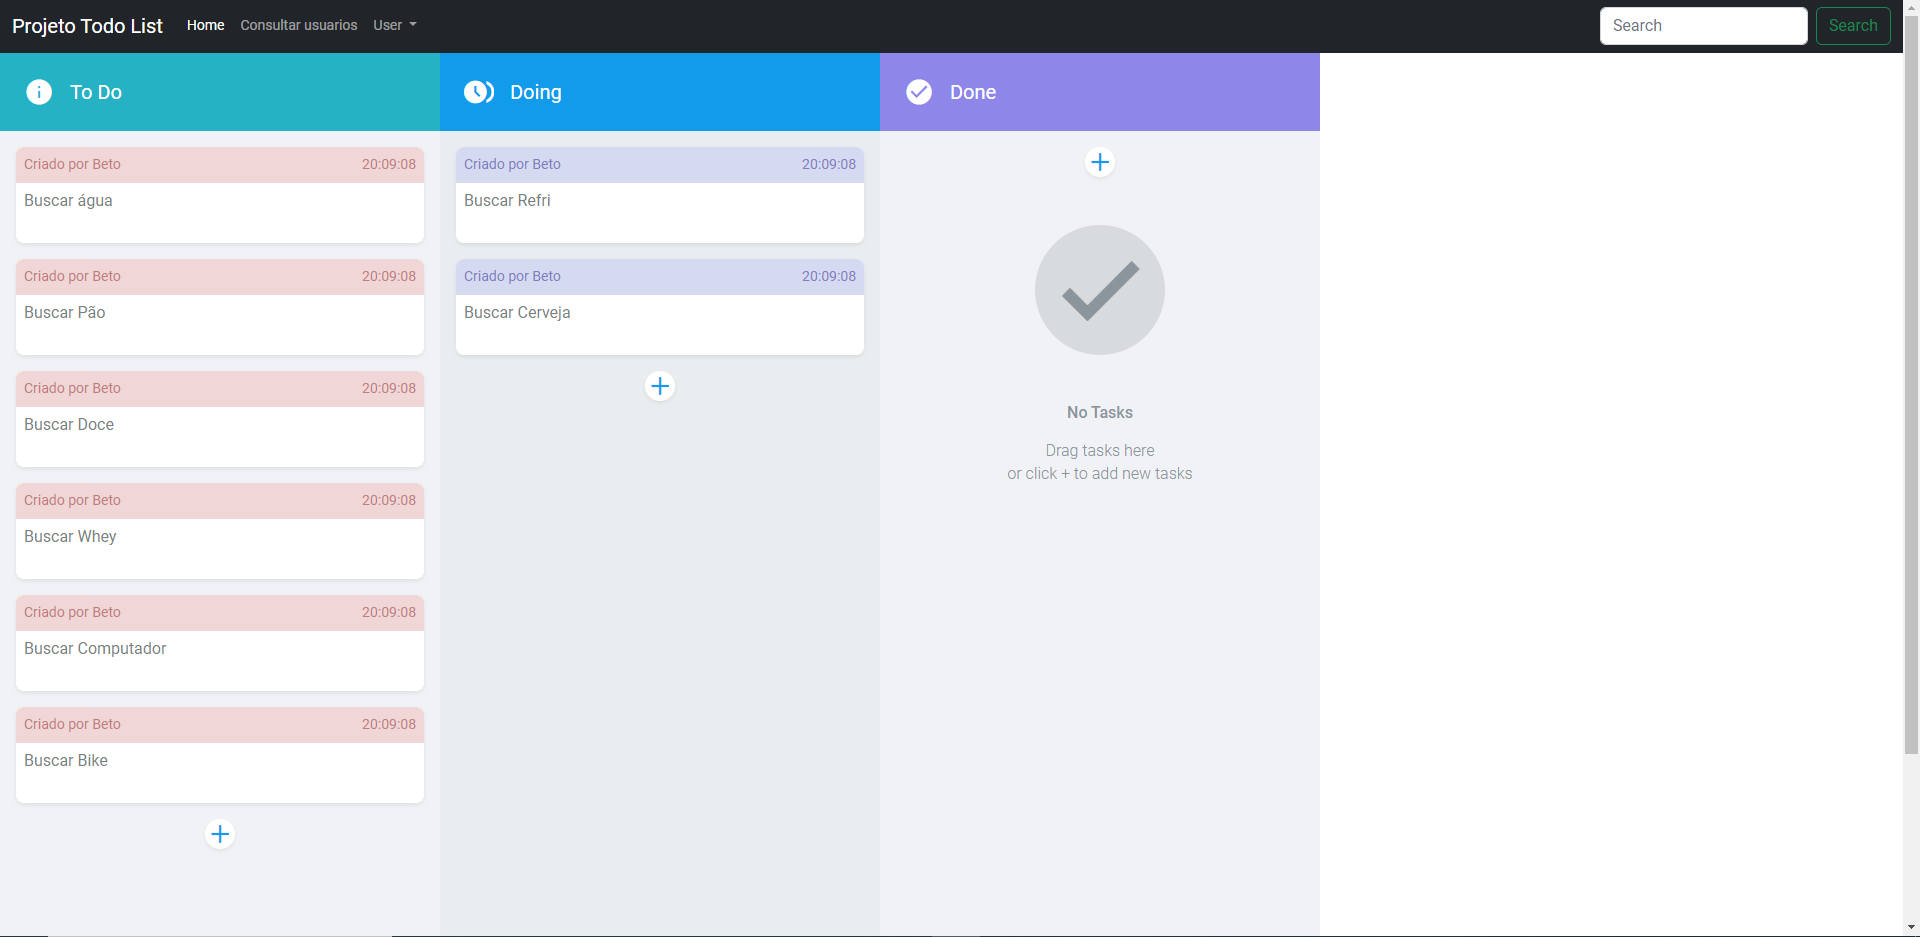 Projeto Todo List Home Consultar usuarios User Search Search
To Do
Criado por Beto 20:09:08
Buscar água
Criado por Beto 20:09:08
Buscar Pão
Criado por Beto 20:09:08
Buscar Doce
Criado por Beto 20:09:08
Buscar Whey
Criado por Beto 20:09:08
Buscar Computador
Criado por Beto 20:09:08
Buscar Bike
Doing
Criado por Beto 20:09:08
Buscar Refri
Criado por Beto 20:09:08
Buscar Cerveja
Done
No Tasks
Drag tasks here
or click + to add new tasks